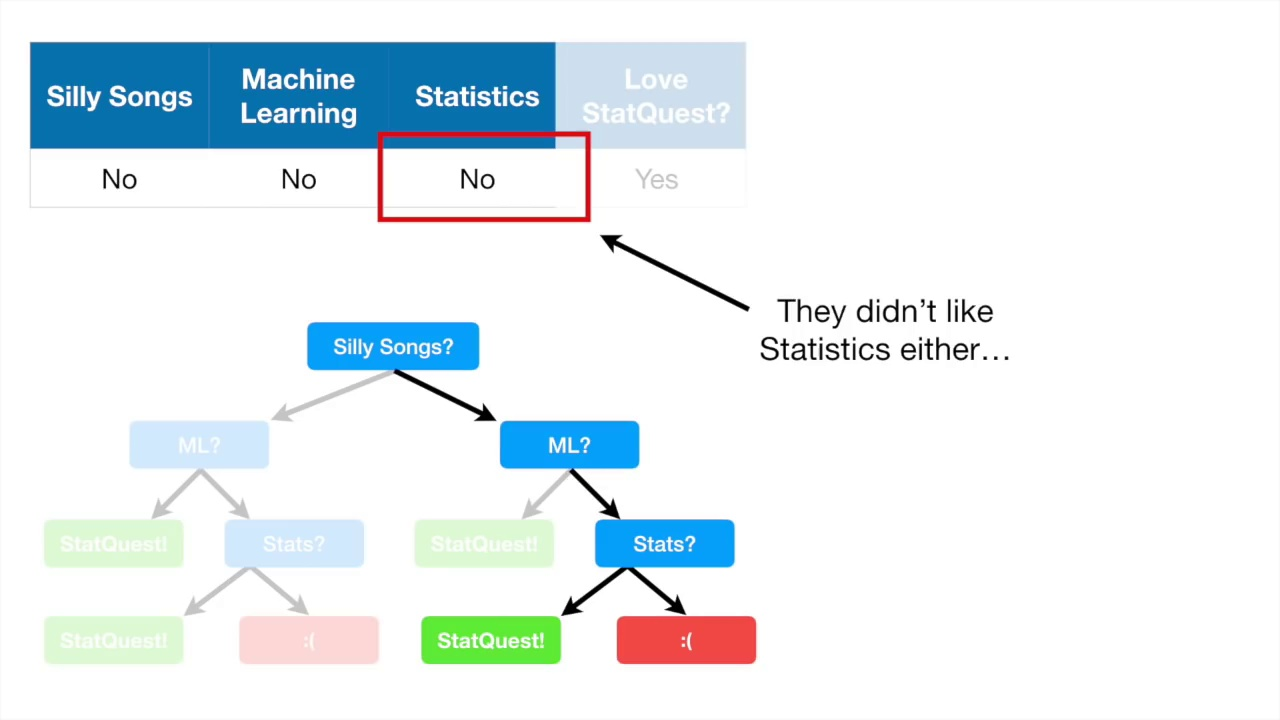 Silly Songs
Machine
Learning
Statistics
Love
StatQuest?
No
No
No
Yes
They didn’t like
Statistics either…
Silly Songs?
ML?
ML?
StatQuest!
Stats?
StatQuest!
Stats?
StatQuest!
:(
StatQuest!
:(